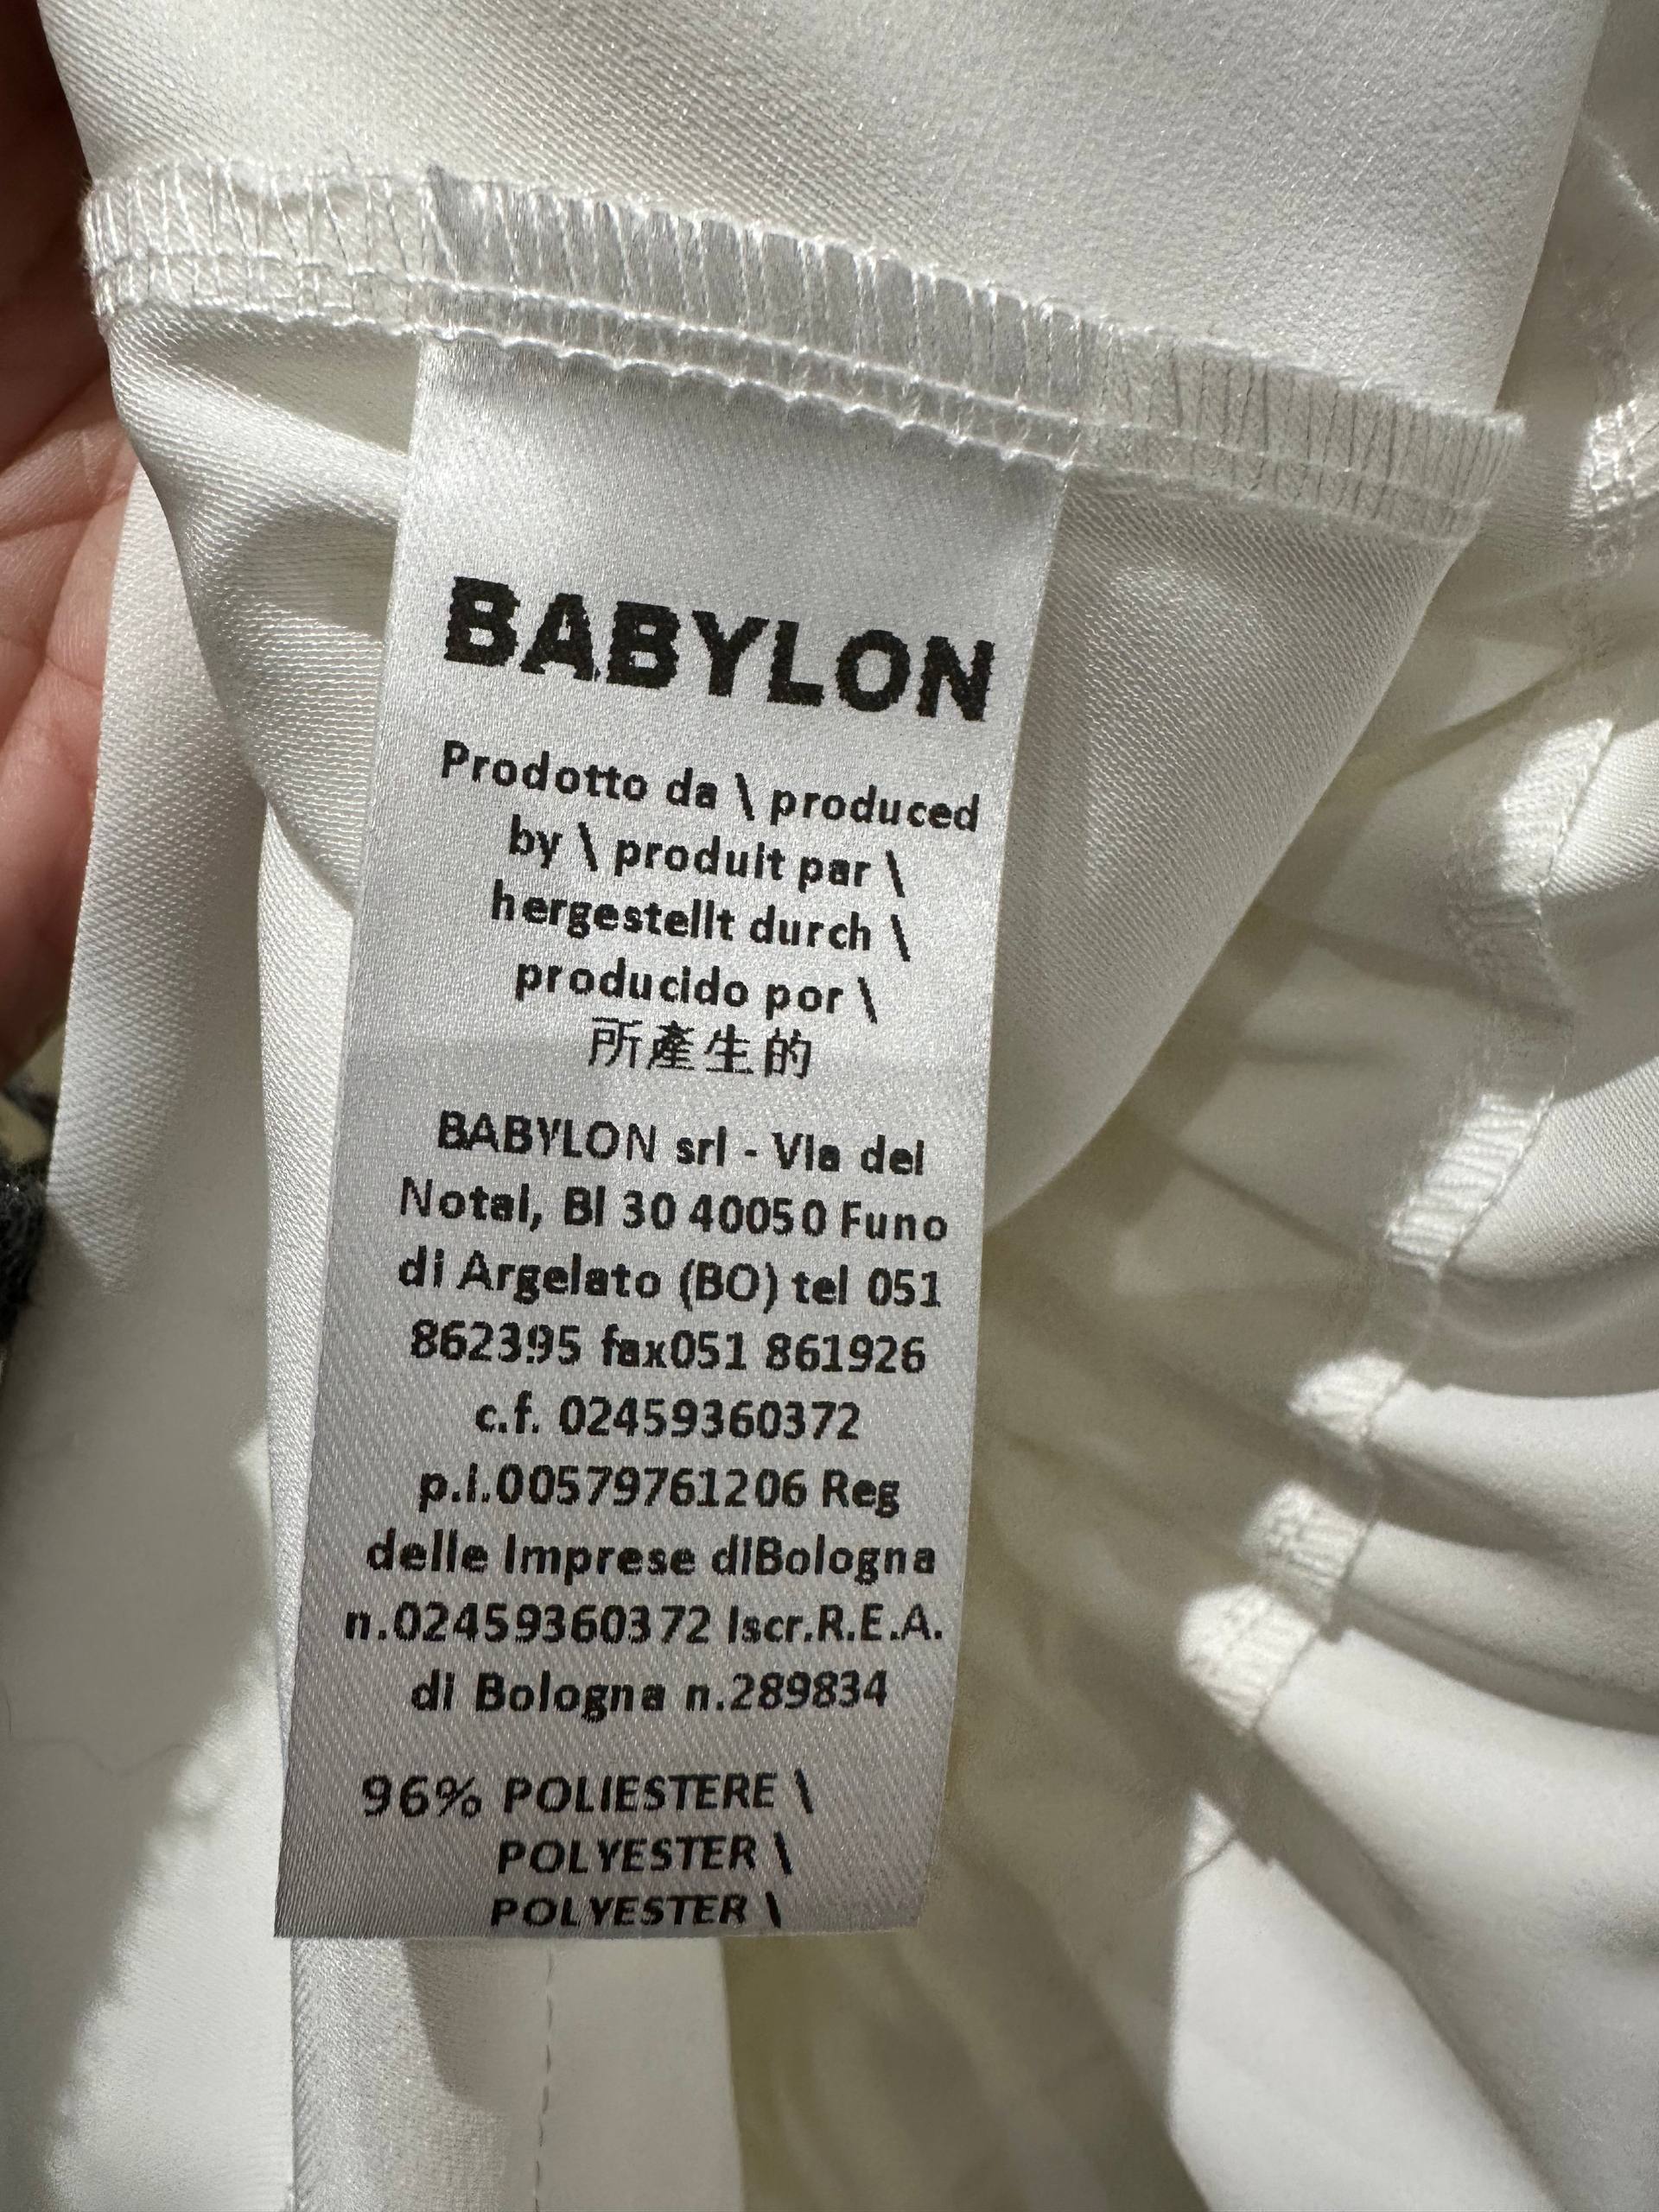 BABYLON
Prodotto da \ produced
by \ produit par \
hergestellt durch \
producido por \
所產生的
BABYLON srl - Via del
Notai, Bl 30 40050 Funo
di Argelato (BO) tel 051
862395 fax051 861926
c.f. 02459360372
p.i.00579761206 Reg
delle Imprese diBologna
n.02459360372 Iscr.R.E.A.
di Bologna n.289834
96% POLIESTERE \
POLYESTER \
POLYESTER \